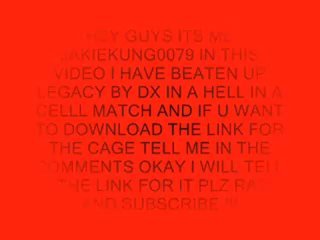 HEY GUYS ITS ME
JAKIEKUNG0079 IN THIS
VIDEO I HAVE BEATEN UP
LEGACY BY DX IN A HELL IN A
CELLL MATCH AND IF U WANT
TO DOWNLOAD THE LINK FOR
THE CAGE TELL ME IN THE
COMMENTS OKAY I WILL TELL
THE LINK FOR IT PLZ
AND SUBSCRIBE !!!